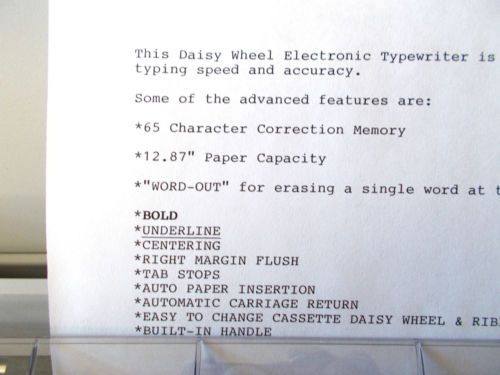 This Daisy Wheel Electronic Typewriter is
typing speed and accuracy.
Some of the advanced features are:
*65 Character Correction Memory
*12.87" Paper Capacity
*"WORD-OUT" for erasing a single word at
*BOLD
*UNDERLINE
*CENTERING
*RIGHT MARGIN FLUSH
*TAB STOPS
*AUTO PAPER INSERTION
*AUTOMATIC CARRIAGE RETURN
*EASY TO CHANGE CASSETTE DAISY WHEEL &
*BUILT-IN HANDLE